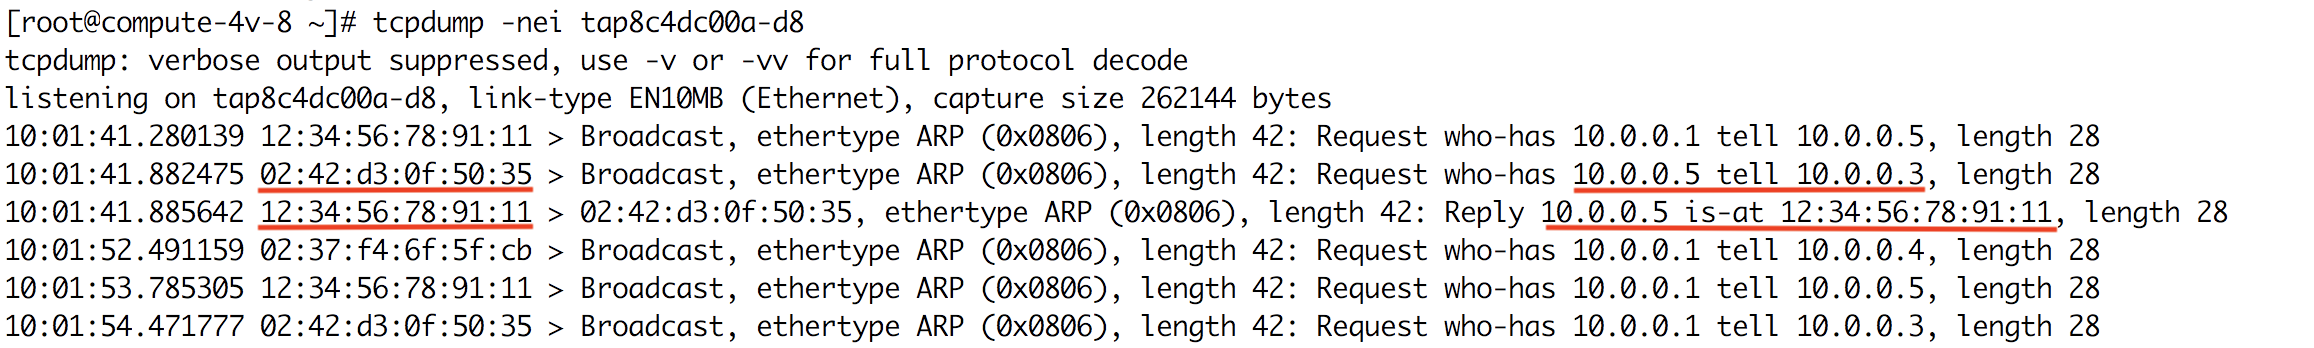 [root@compute-4v-8 ~]# tcpdump -nei tap8c4dc00a-d8
tcpdump: verbose output suppressed, use -v or -vv for full protocol decode
listening on tap8c4dc00a-d8, link-type EN10MB (Ethernet), capture size 262144 bytes
10:01:41.280139 12:34:56:78:91:11 > Broadcast, ethertype ARP (0x0806), length 42: Request who-has 10.0.0.1 tell 10.0.0.5, length 28
10:01:41.882475 02:42:d3:0f:50:35 > Broadcast, ethertype ARP (0x0806), length 42: Request who-has 10.0.0.5 tell 10.0.0.3, length 28
10:01:41.885642 12:34:56:78:91:11 > 02:42:d3:0f:50:35, ethertype ARP (0x0806), length 42: Reply 10.0.0.5 is-at 12:34:56:78:91:11, length 28
10:01:52.491159 02:37:f4:6f:5f:cb > Broadcast, ethertype ARP (0x0806), length 42: Request who-has 10.0.0.1 tell 10.0.0.4, length 28
10:01:53.785305 12:34:56:78:91:11 > Broadcast, ethertype ARP (0x0806), length 42: Request who-has 10.0.0.1 tell 10.0.0.5, length 28
10:01:54.471777 02:42:d3:0f:50:35 > Broadcast, ethertype ARP (0x0806), length 42: Request who-has 10.0.0.1 tell 10.0.0.3, length 28